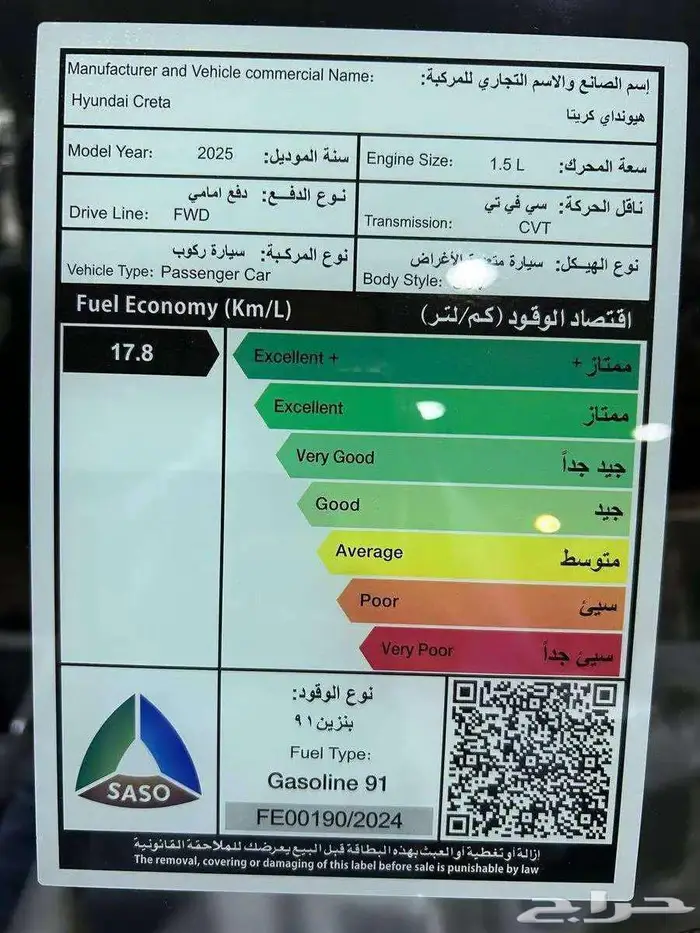 Manufacturer and Vehicle commercial Name: إسم الصانع والاسم التجاري للمركبة:
Hyundai Creta هيونداي كريتا
Model Year: 2025 سنة الموديل:
Engine Size: 1.5 L سعة المحرك:
نوع الدفـع: دفع امامي
Drive Line: FWD
ناقل الحركة: سي في تي
Transmission: CVT
نوع المركبة: سيارة ركوب
Vehicle Type: Passenger Car
نوع الهيكل: سيارة الأغراض
Body Style:
Fuel Economy (Km/L) اقتصاد الوقود (كم/لتر)
17.8
Excellent + ممتاز +
Excellent ممتاز
Very Good جيد جداً
Good جيد
Average متوسط
Poor سيئ
Very Poor سيئ جداً
SASO
نوع الوقود:
بنزين ٩١
Fuel Type:
Gasoline 91
FE00190/2024
إزالة أو تغطية أو العبث بهذه البطاقة قبل البيع يعرضك للملاحقة القانونية
The removal, covering or damaging of this label before sale is punishable by law
حراج